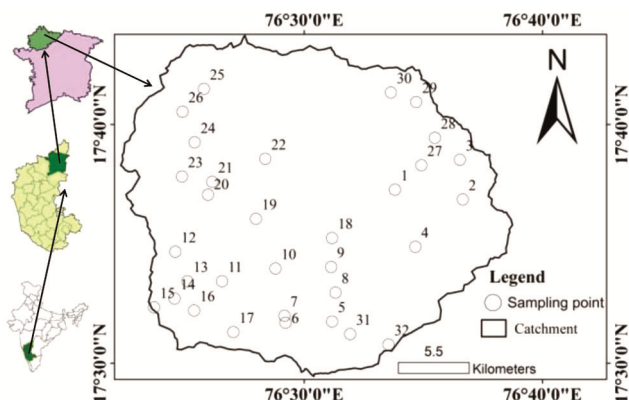 76°30'0"E
76°40'0"E
17°40'0"N
17°40'0"N
17°30'0"N
17°30'0"N
N
25
26
30
29
24
28
22
27
3
23
21
20
1
2
19
18
4
12
9
10
13
11
14
15
8
16
7
6
5
17
31
32
Legend
Sampling point
Catchment
5.5
Kilometers
76°30'0"E
76°40'0"E